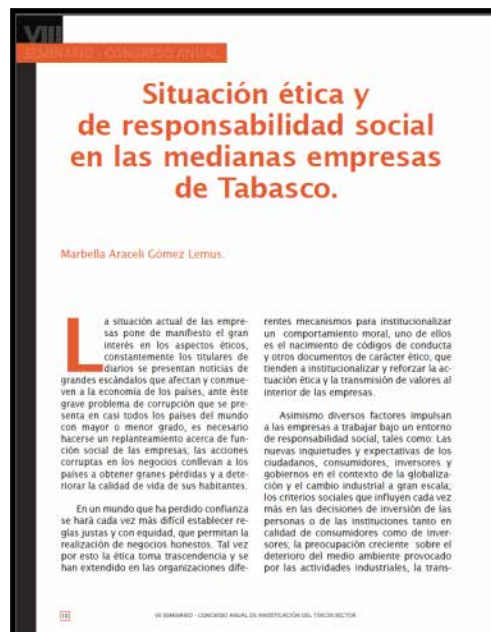 VIII
SEMINARIO - CONGRESO ANUAL
Situación ética y
de responsabilidad social
en las medianas empresas
de Tabasco.
Marbella Araceli Gómez Lemus.
La situación actual de las empre-
sas pone de manifiesto el gran
interés en los aspectos éticos,
constantemente los titulares de
diarios se presentan noticias de
grandes escándalos que afectan y conmue-
ven a la economía de los países, ante éste
grave problema de corrupción que se pre-
senta en casi todos los países del mundo
con mayor o menor grado, es necesario
hacerse un replanteamiento acerca de fun-
ción social de las empresas; las acciones
corruptas en los negocios conllevan a los
países a obtener granes pérdidas y a dete-
riorar la calidad de vida de sus habitantes.
En un mundo que ha perdido confianza
se hará cada vez más difícil establecer re-
glas justas y con equidad, que permitan la
realización de negocios honestos. Tal vez
por esto la ética toma trascendencia y se
han extendido en las organizaciones dife-
rentes mecanismos para institucionalizar
un comportamiento moral, uno de ellos
es el nacimiento de códigos de conducta
y otros documentos de carácter ético, que
tienden a institucionalizar y reforzar la ac-
tuación ética y la transmisión de valores al
interior de las empresas.
Asimismo diversos factores impulsan
a las empresas a trabajar bajo un entorno
de responsabilidad social, tales como: Las
nuevas inquietudes y expectativas de los
ciudadanos, consumidores, inversores y
gobiernos en el contexto de la globaliza-
ción y el cambio industrial a gran escala;
los criterios sociales que influyen cada vez
más en las decisiones de inversión de las
personas o de las instituciones tanto en
calidad de consumidores como de inver-
sores; la preocupación creciente sobre el
deterioro del medio ambiente provocado
por las actividades industriales, la trans-
VII SEMINARIO - CONGRESO ANUAL DE INVESTIGACIÓN DEL TERCER SECTOR